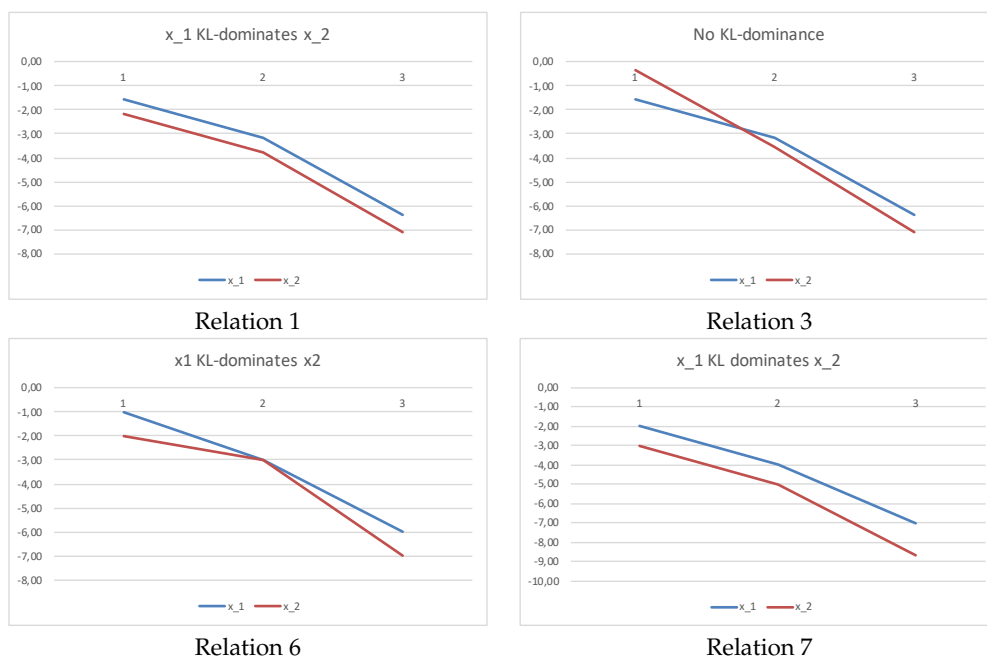 x_1 KL-dominates x_2
0,00
1 2 3
-1,00
-2,00
-3,00
-4,00
-5,00
-6,00
-7,00
-8,00
x_1 x_2
Relation 1
No KL-dominance
0,00
1 2 3
-1,00
-2,00
-3,00
-4,00
-5,00
-6,00
-7,00
-8,00
x_1 x_2
Relation 3
x1 KL-dominates x2
0,00
1 2 3
-1,00
-2,00
-3,00
-4,00
-5,00
-6,00
-7,00
-8,00
x_1 x_2
Relation 6
x_1 KL dominates x_2
0,00
1 2 3
-1,00
-2,00
-3,00
-4,00
-5,00
-6,00
-7,00
-8,00
-9,00
-10,00
x_1 x_2
Relation 7